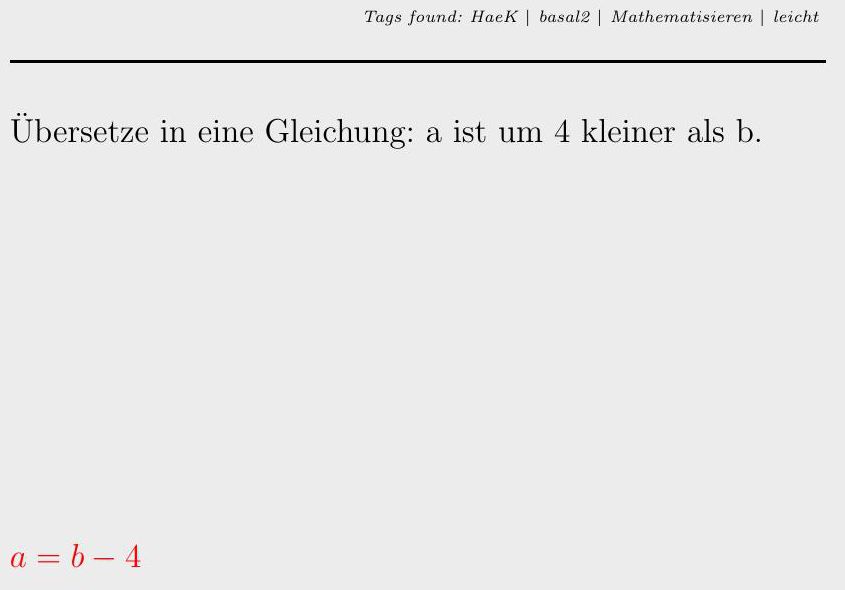 Tags found: HaeK | basal2 | Mathematisieren | leicht
Übersetze in eine Gleichung: a ist um 4 kleiner als b.
a = b − 4